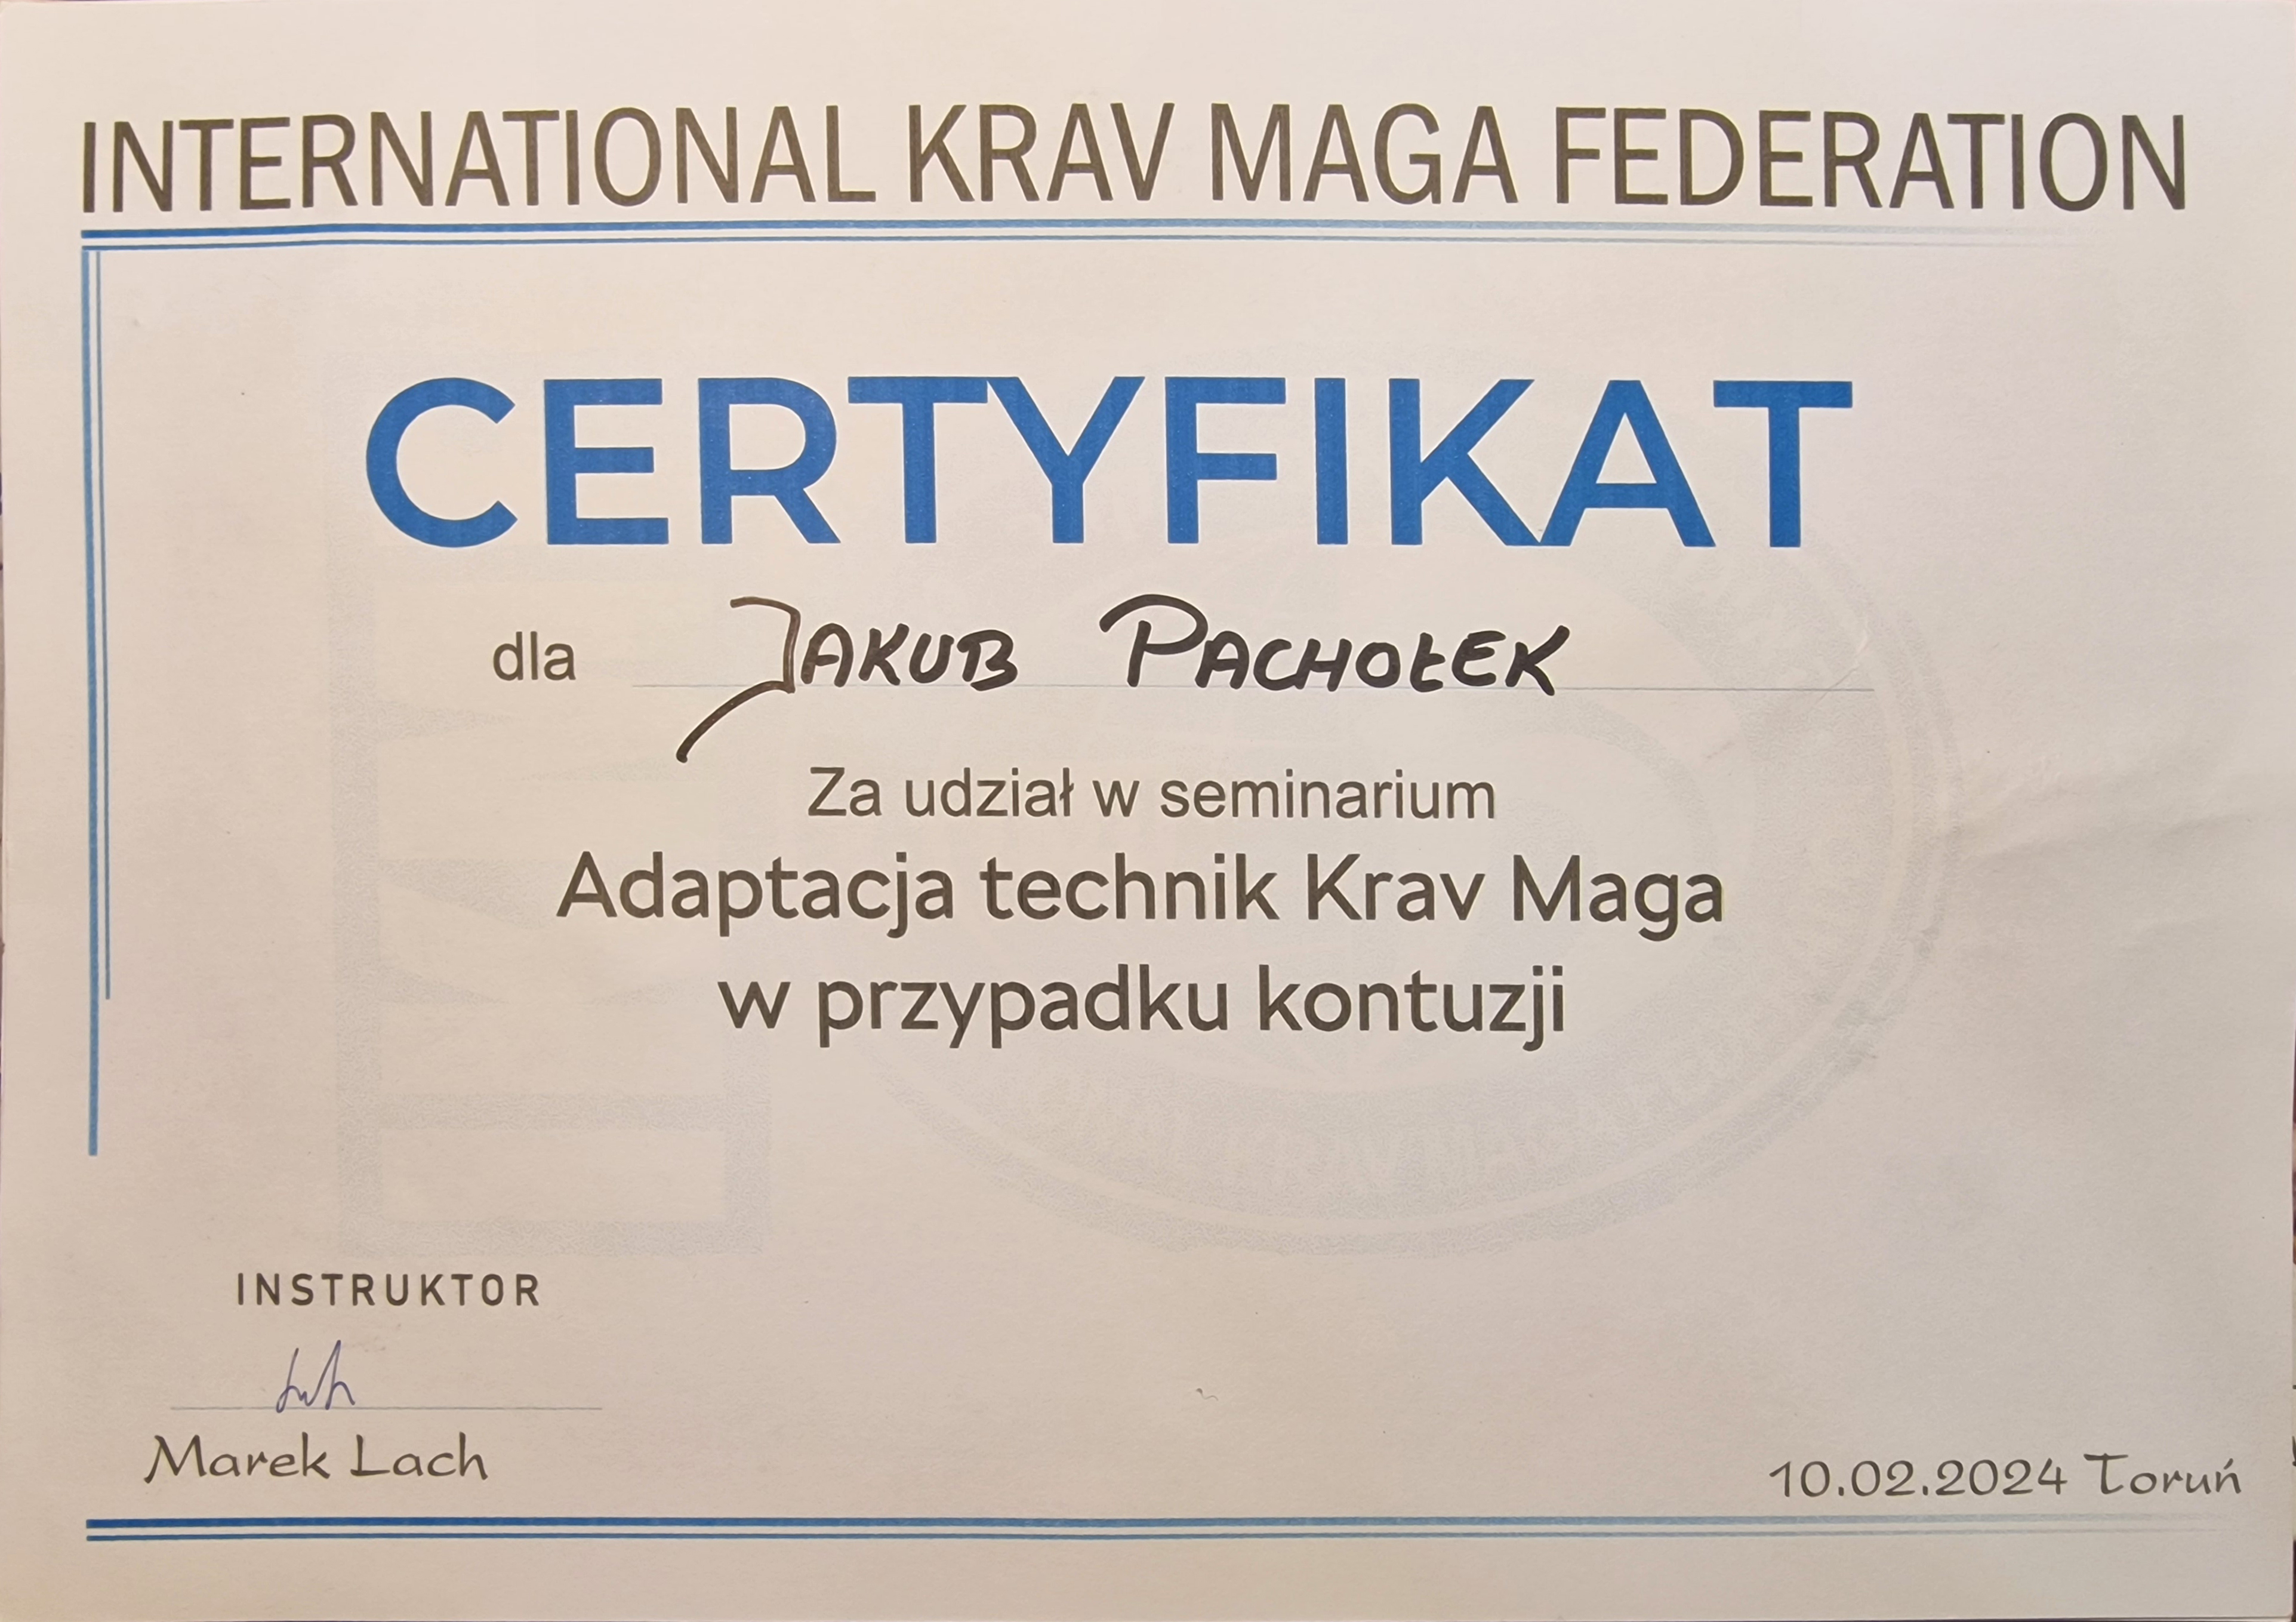 INTERNATIONAL KRAV MAGA FEDERATION
CERTYFIKAT
dla JAKUB PACHOŁEK
Za udział w seminarium
Adaptacja technik Krav Maga
w przypadku kontuzji
INSTRUKTOR
Marek Lach
10.02.2024 Toruń